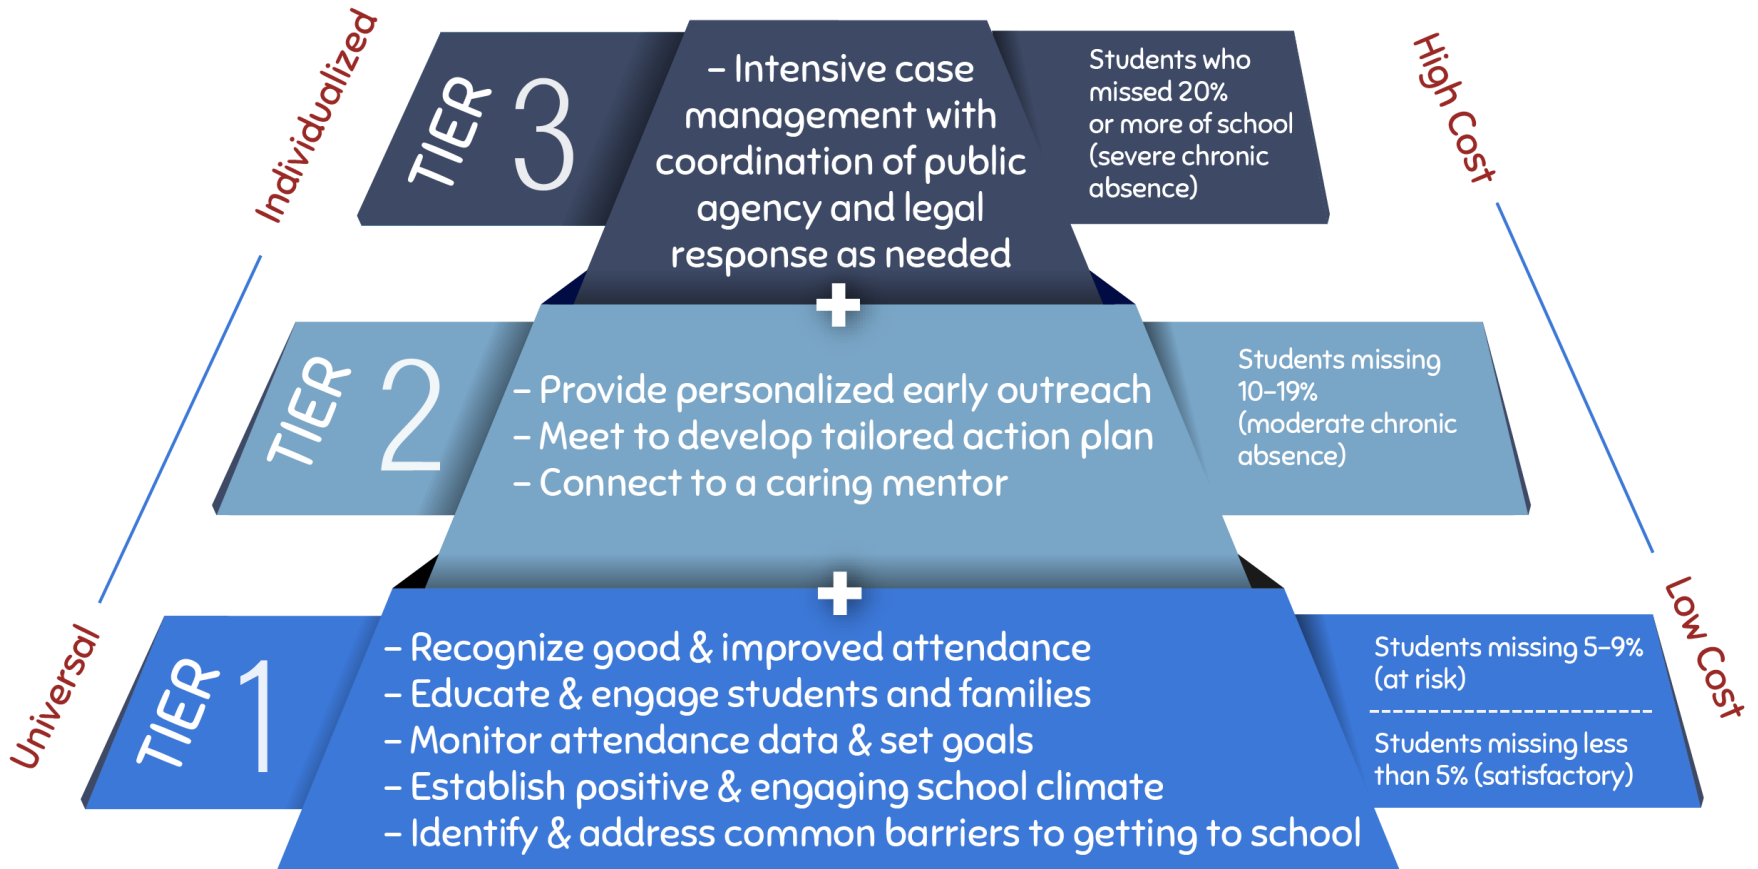 Individualized
TIER 3
– Intensive case
management with
coordination of public
agency and legal
response as needed
Students who
missed 20%
or more of school
(severe chronic
absence)
High Cost
+
TIER 2
– Provide personalized early outreach
– Meet to develop tailored action plan
– Connect to a caring mentor
Students missing
10–19%
(moderate chronic
absence)
+
Universal
TIER 1
– Recognize good & improved attendance
– Educate & engage students and families
– Monitor attendance data & set goals
– Establish positive & engaging school climate
– Identify & address common barriers to getting to school
Students missing 5–9%
(at risk)
Students missing less
than 5% (satisfactory)
Low Cost